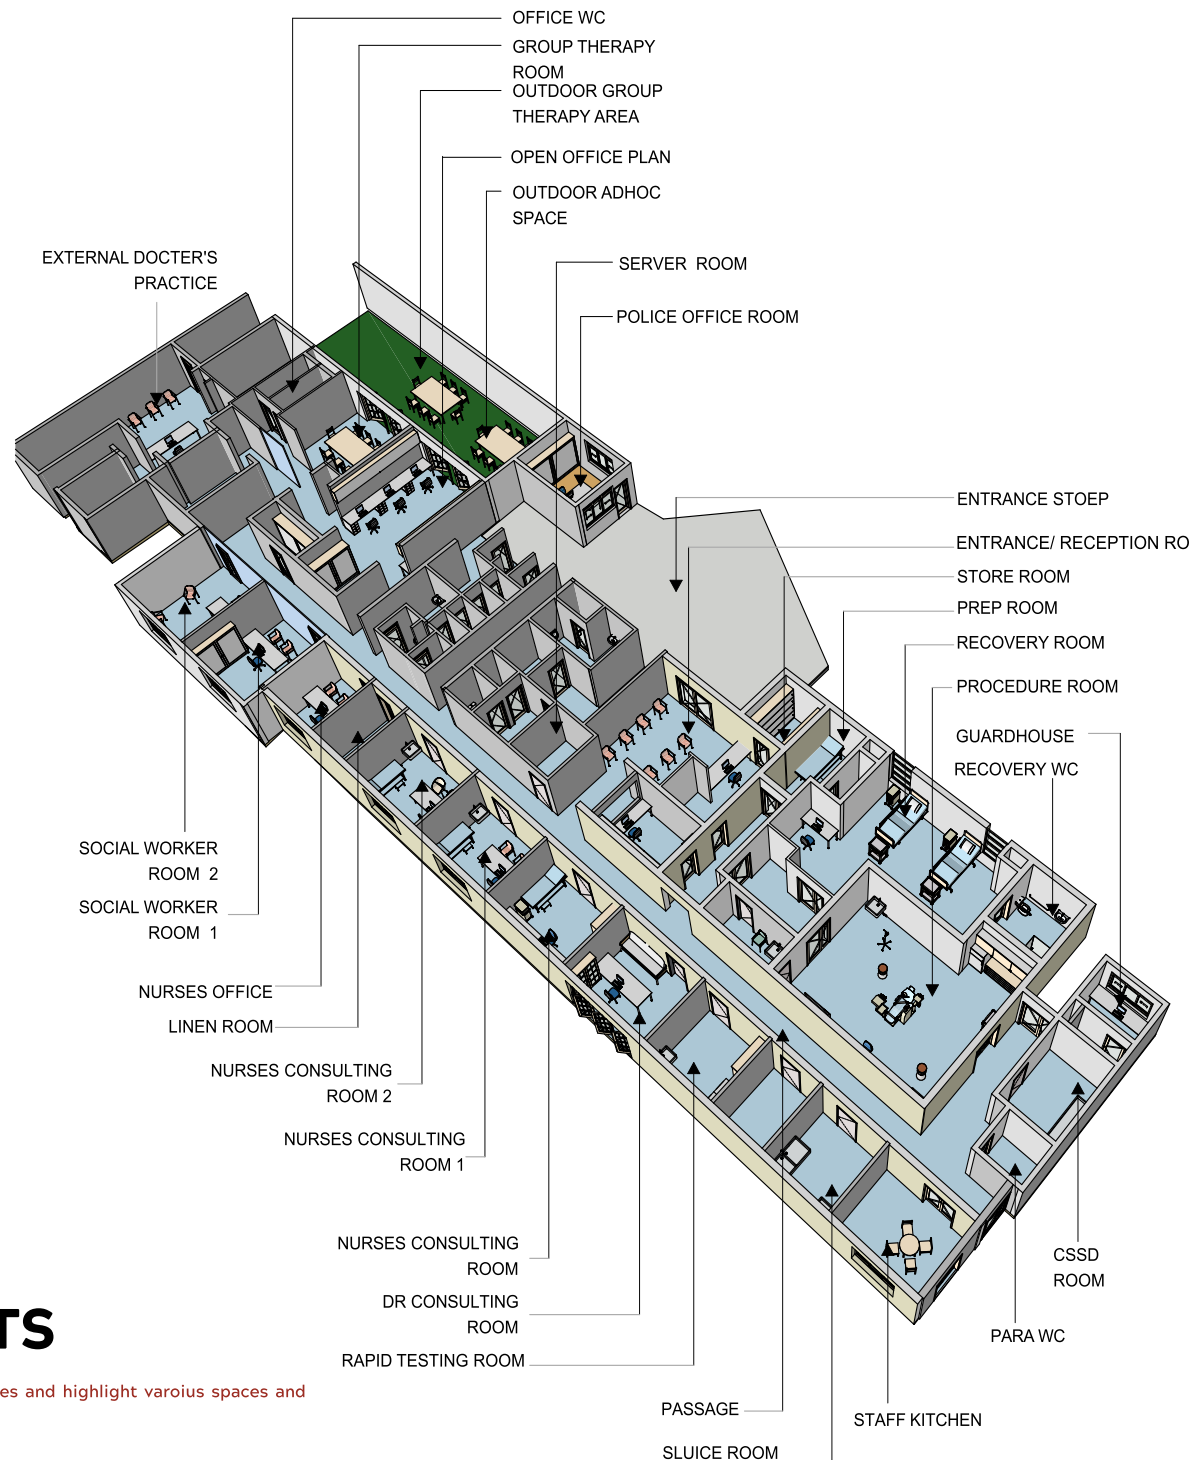 OFFICE WC
GROUP THERAPY
ROOM
OUTDOOR GROUP
THERAPY AREA
OPEN OFFICE PLAN
OUTDOOR ADHOC
SPACE
EXTERNAL DOCTER'S
PRACTICE
SERVER ROOM
POLICE OFFICE ROOM
ENTRANCE STOEP
ENTRANCE/ RECEPTION RO
STORE ROOM
PREP ROOM
RECOVERY ROOM
PROCEDURE ROOM
GUARDHOUSE
RECOVERY WC
SOCIAL WORKER
ROOM 2
SOCIAL WORKER
ROOM 1
NURSES OFFICE
LINEN ROOM
NURSES CONSULTING
ROOM 2
NURSES CONSULTING
ROOM 1
NURSES CONSULTING
ROOM
DR CONSULTING
ROOM
RAPID TESTING ROOM
PASSAGE
SLUICE ROOM
STAFF KITCHEN
PARA WC
CSSD
ROOM
TS
es and highlight varoius spaces and